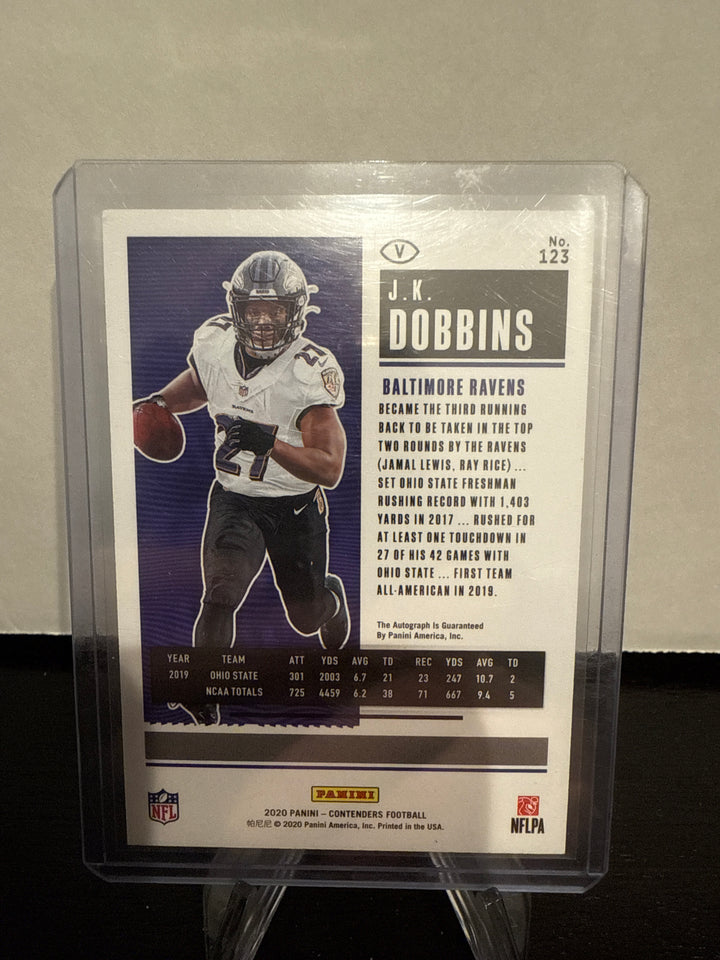 V
No.
123
J.K.
DOBBINS
BALTIMORE RAVENS
BECAME THE THIRD RUNNING
BACK TO BE TAKEN IN THE TOP
TWO ROUNDS BY THE RAVENS
(JAMAL LEWIS, RAY RICE) ...
SET OHIO STATE FRESHMAN
RUSHING RECORD WITH 1,403
YARDS IN 2017 ... RUSHED FOR
AT LEAST ONE TOUCHDOWN IN
27 OF HIS 42 GAMES WITH
OHIO STATE ... FIRST TEAM
ALL-AMERICAN IN 2019.
The Autograph Is Guaranteed
By Panini America, Inc.
27
RAVENS
27
YEAR TEAM ATT YDS AVG TD REC YDS AVG TD
2019 OHIO STATE 301 2003 6.7 21 23 247 10.7 2
NCAA TOTALS 725 4459 6.2 38 71 667 9.4 5
PANINI
NFL
2020 PANINI – CONTENDERS FOOTBALL
帕尼尼 © 2020 Panini America, Inc. Printed in the USA.
NFLPA